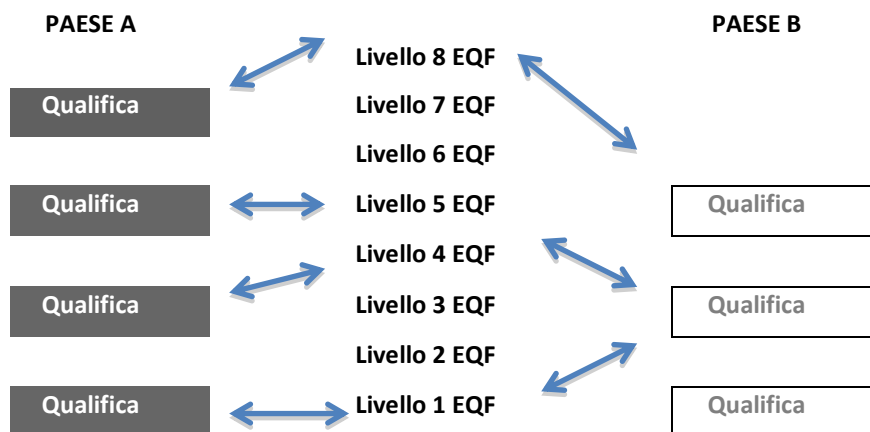 PAESE A
PAESE B
Livello 8 EQF
Qualifica
Livello 7 EQF
Livello 6 EQF
Qualifica
Livello 5 EQF
Qualifica
Livello 4 EQF
Qualifica
Livello 3 EQF
Qualifica
Livello 2 EQF
Qualifica
Livello 1 EQF
Qualifica